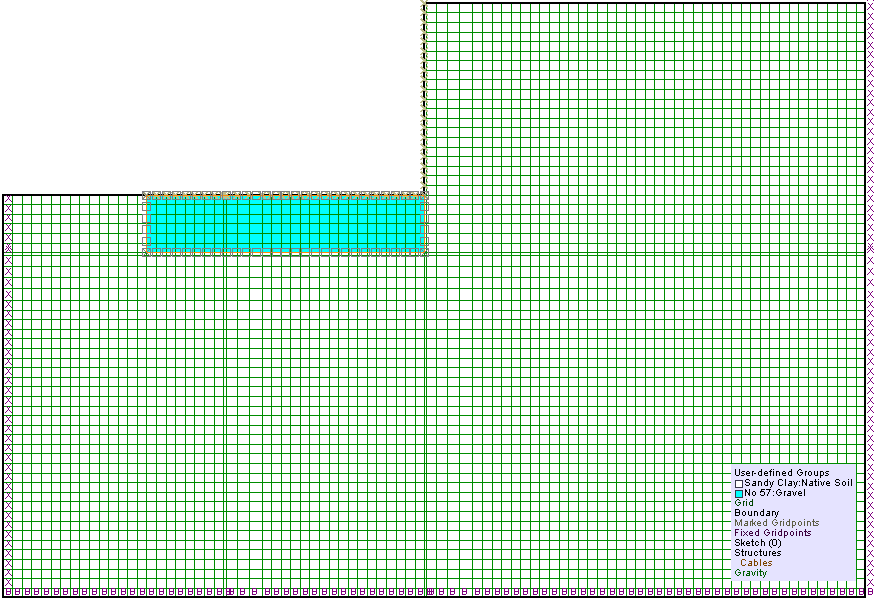 User-defined Groups
Sandy Clay:Native Soil
No 57:Gravel
Grid
Boundary
Marked Gridpoints
Fixed Gridpoints
Sketch (0)
Structures
Cables
Gravity